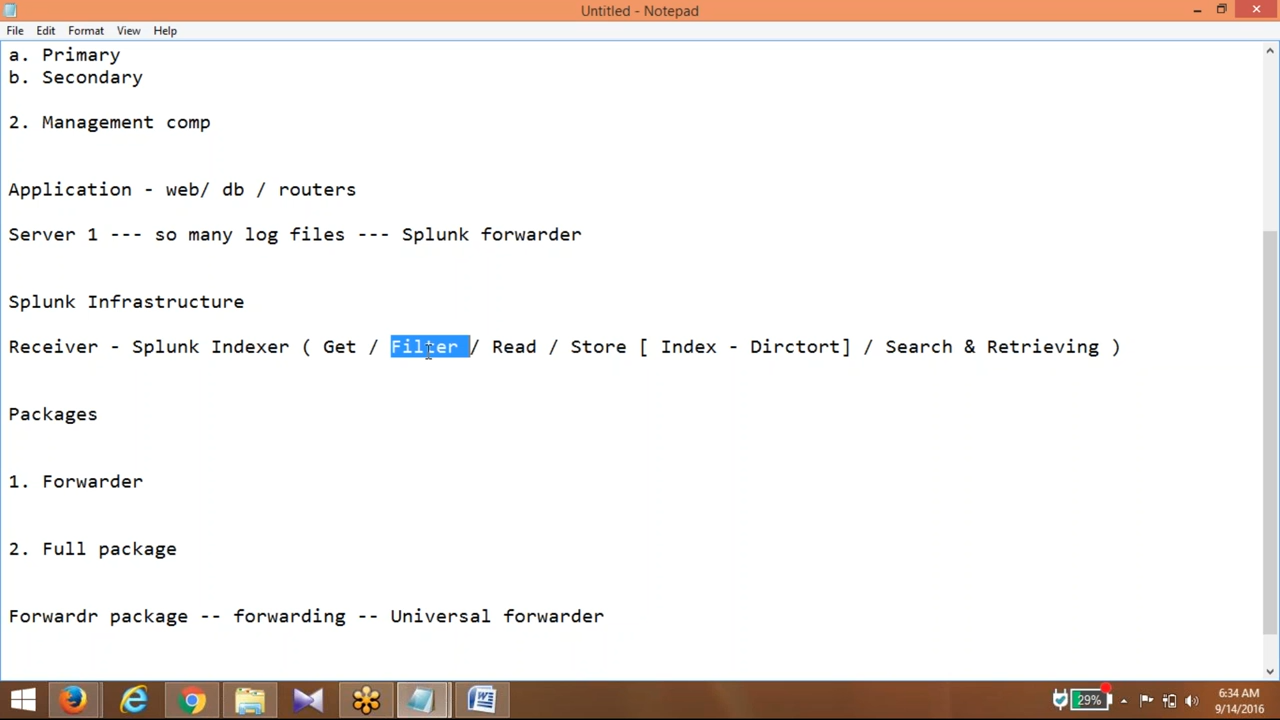 Untitled - Notepad
File Edit Format View Help
a. Primary
b. Secondary
2. Management comp
Application - web/ db / routers
Server 1 --- so many log files --- Splunk forwarder
Splunk Infrastructure
Receiver - Splunk Indexer ( Get / Filter / Read / Store [ Index - Dirctort] / Search & Retrieving )
Packages
1. Forwarder
2. Full package
Forwardr package -- forwarding -- Universal forwarder
29%
6:34 AM
9/14/2016